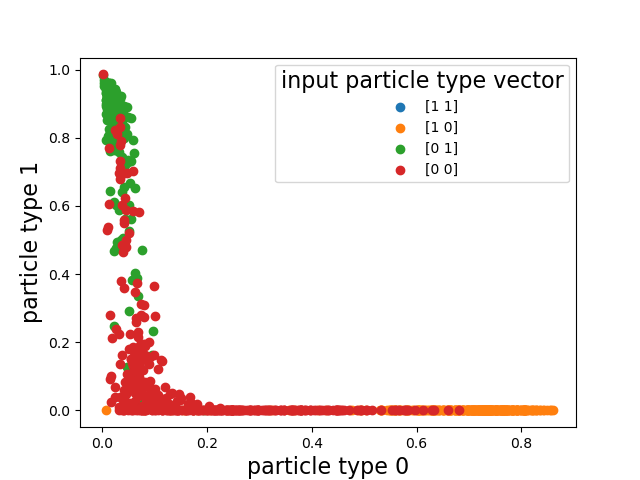 input particle type vector
[1 1]
[1 0]
[0 1]
[0 0]
1.0
0.8
0.6
0.4
0.2
0.0
particle type 1
0.0 0.2 0.4 0.6 0.8
particle type 0